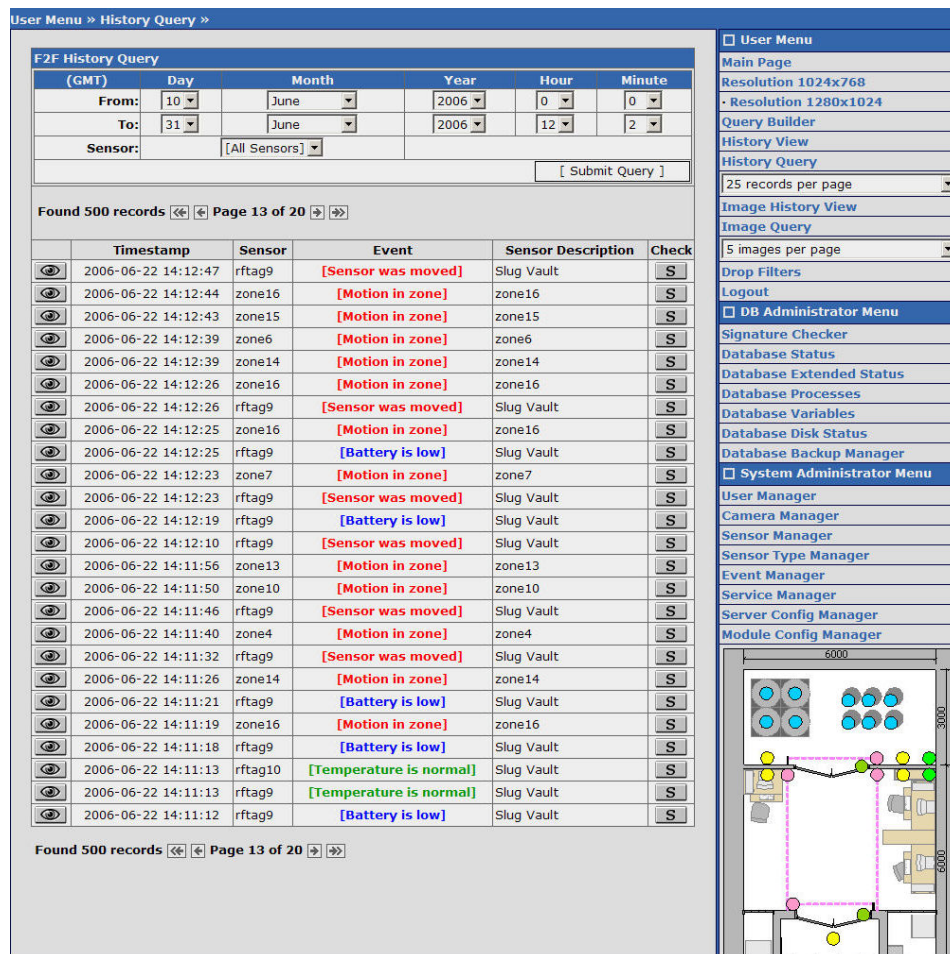 User Menu » History Query »
F2F History Query
(GMT) Day Month Year Hour Minute
From: 10 June 2006 0 0
To: 31 June 2006 12 2
Sensor: [All Sensors]
[ Submit Query ]
Found 500 records Page 13 of 20
Timestamp Sensor Event Sensor Description Check
2006-06-22 14:12:47 rftag9 [Sensor was moved] Slug Vault S
2006-06-22 14:12:44 zone16 [Motion in zone] zone16 S
2006-06-22 14:12:43 zone15 [Motion in zone] zone15 S
2006-06-22 14:12:39 zone6 [Motion in zone] zone6 S
2006-06-22 14:12:39 zone14 [Motion in zone] zone14 S
2006-06-22 14:12:26 zone16 [Motion in zone] zone16 S
2006-06-22 14:12:26 rftag9 [Sensor was moved] Slug Vault S
2006-06-22 14:12:25 zone16 [Motion in zone] zone16 S
2006-06-22 14:12:25 rftag9 [Battery is low] Slug Vault S
2006-06-22 14:12:23 zone7 [Motion in zone] zone7 S
2006-06-22 14:12:23 rftag9 [Sensor was moved] Slug Vault S
2006-06-22 14:12:19 rftag9 [Battery is low] Slug Vault S
2006-06-22 14:12:10 rftag9 [Sensor was moved] Slug Vault S
2006-06-22 14:11:56 zone13 [Motion in zone] zone13 S
2006-06-22 14:11:50 zone10 [Motion in zone] zone10 S
2006-06-22 14:11:46 rftag9 [Sensor was moved] Slug Vault S
2006-06-22 14:11:40 zone4 [Motion in zone] zone4 S
2006-06-22 14:11:32 rftag9 [Sensor was moved] Slug Vault S
2006-06-22 14:11:26 zone14 [Motion in zone] zone14 S
2006-06-22 14:11:21 rftag9 [Battery is low] Slug Vault S
2006-06-22 14:11:19 zone16 [Motion in zone] zone16 S
2006-06-22 14:11:18 rftag9 [Battery is low] Slug Vault S
2006-06-22 14:11:13 rftag10 [Temperature is normal] Slug Vault S
2006-06-22 14:11:13 rftag9 [Temperature is normal] Slug Vault S
2006-06-22 14:11:12 rftag9 [Battery is low] Slug Vault S
Found 500 records Page 13 of 20
User Menu
Main Page
Resolution 1024x768
· Resolution 1280x1024
Query Builder
History View
History Query
25 records per page
Image History View
Image Query
5 images per page
Drop Filters
Logout
DB Administrator Menu
Signature Checker
Database Status
Database Extended Status
Database Processes
Database Variables
Database Disk Status
Database Backup Manager
System Administrator Menu
User Manager
Camera Manager
Sensor Manager
Sensor Type Manager
Event Manager
Service Manager
Server Config Manager
Module Config Manager
6000
3000
6000